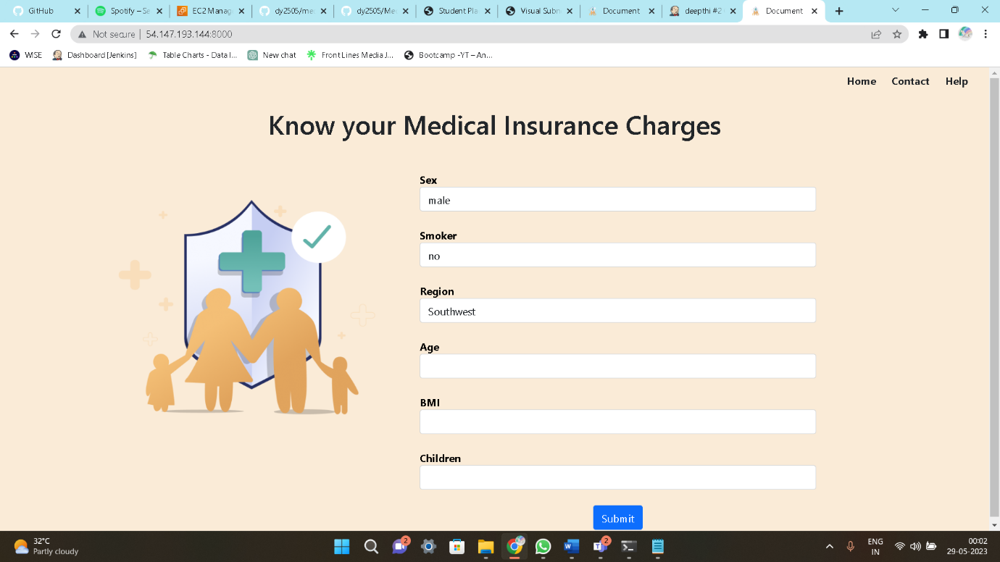 GitHub
Spotify – Se
EC2 Manag
dy2505/me
dy2505/Me
Student Pla
Visual Subn
Document
deepthi #2
Document
Not secure | 54.147.193.144:8000
WISE
Dashboard [Jenkins]
Table Charts - Data I...
New chat
Front Lines Media J...
Bootcamp -YT – An...
Home Contact Help
Know your Medical Insurance Charges
Sex
male
Smoker
no
Region
Southwest
Age
BMI
Children
Submit
32°C
Partly cloudy
2
2
ENG
IN
00:02
29-05-2023